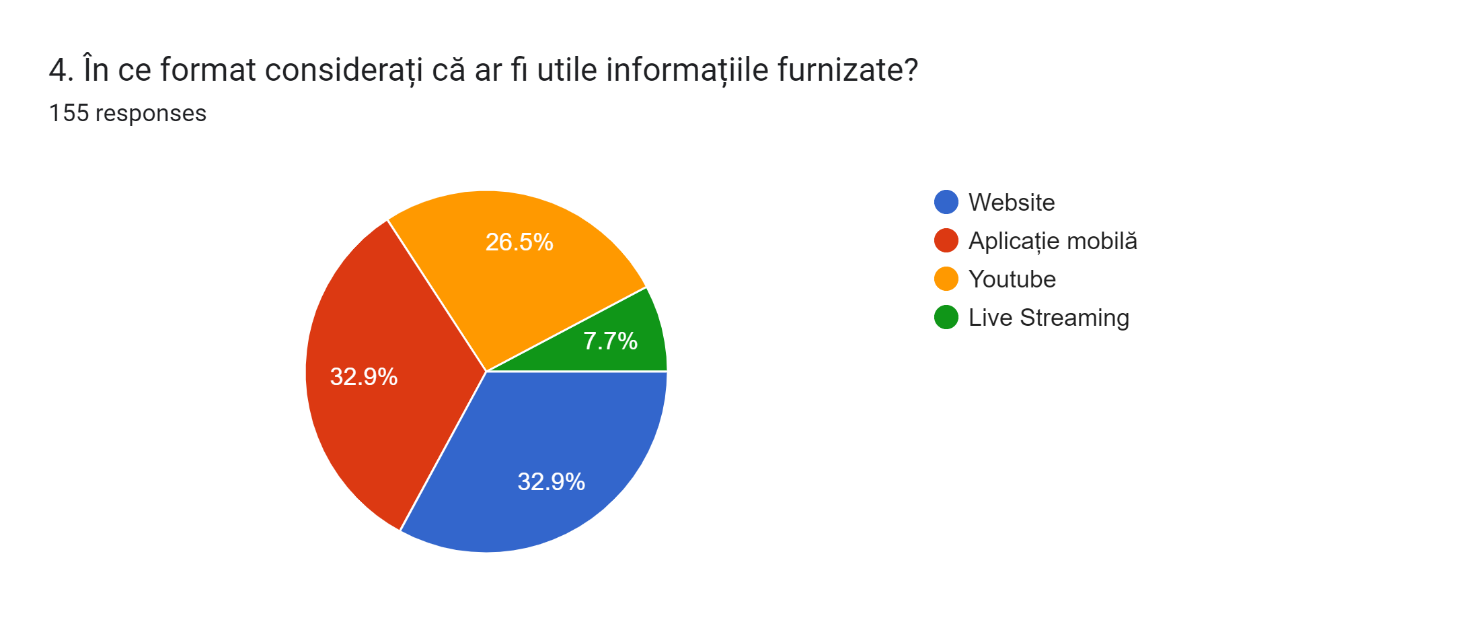 4. În ce format considerați că ar fi utile informațiile furnizate?
155 responses
26.5%
7.7%
32.9%
32.9%
Website
Aplicație mobilă
Youtube
Live Streaming